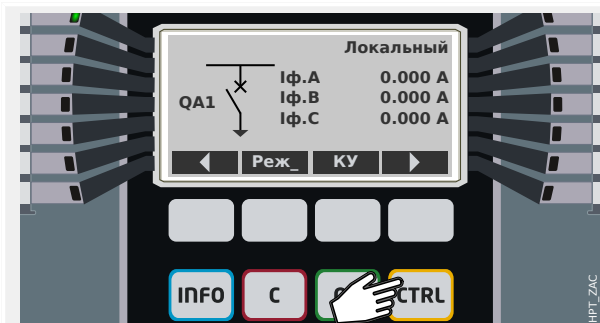 Локальный
Iф.A 0.000 A
QA1 Iф.B 0.000 A
Iф.C 0.000 A
Реж_ КУ
INFO C CTRL
HPT_ZAC